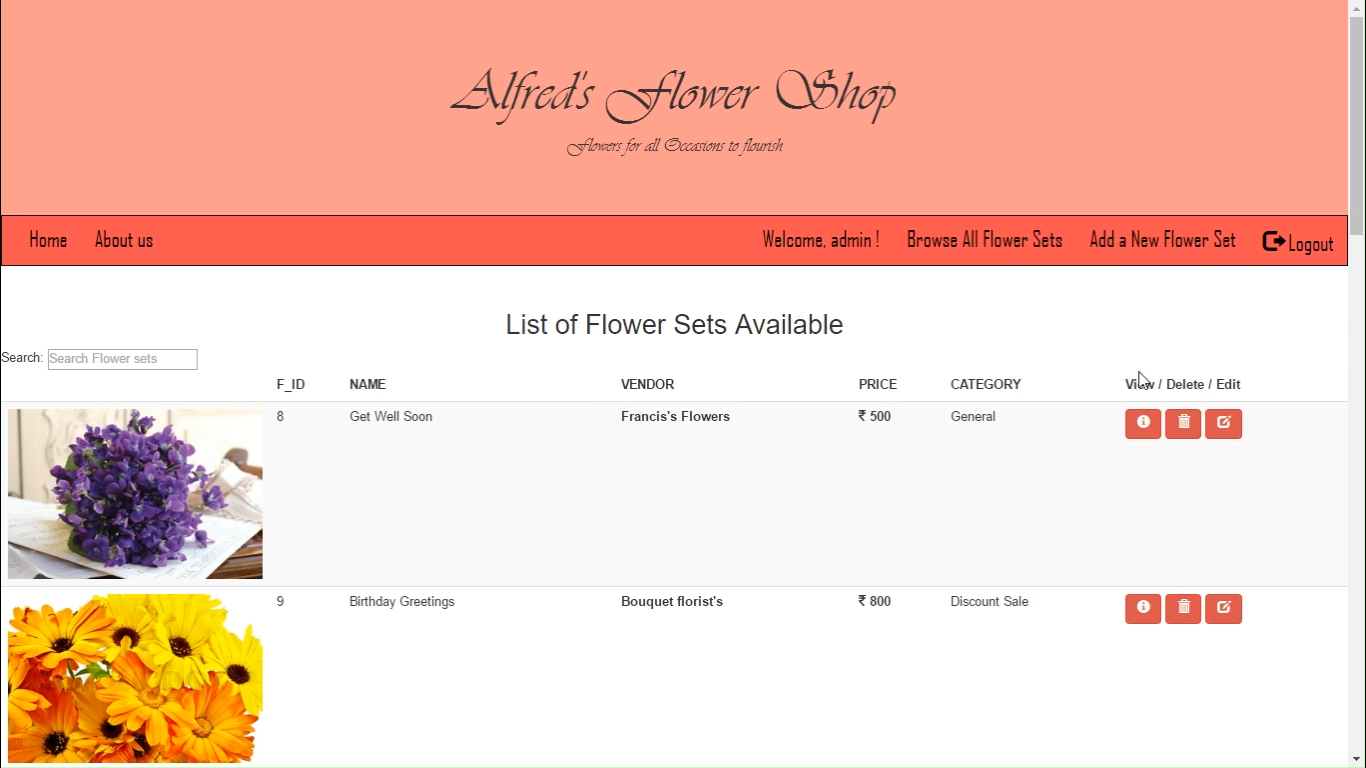 Alfred's Flower Shop
Flowers for all Occasions to flourish
Home About us Welcome, admin ! Browse All Flower Sets Add a New Flower Set Logout
List of Flower Sets Available
Search: Search Flower sets
F_ID NAME VENDOR PRICE CATEGORY View / Delete / Edit
8 Get Well Soon Francis's Flowers ₹ 500 General
9 Birthday Greetings Bouquet florist's ₹ 800 Discount Sale